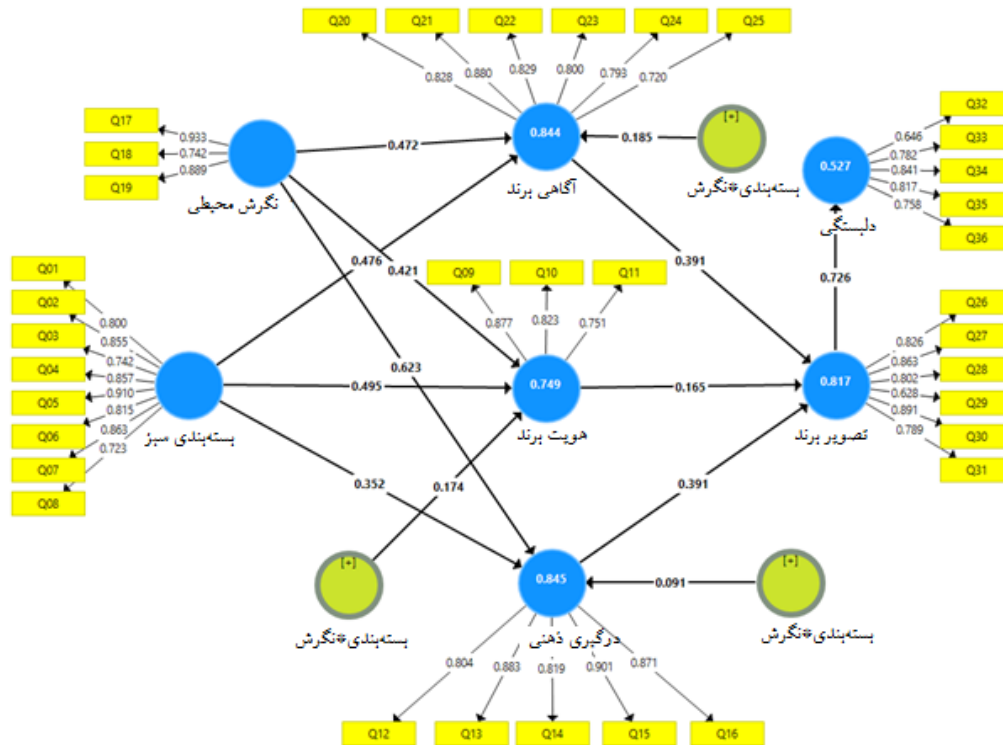 Q20
Q21
Q22
Q23
Q24
Q25
0.828
0.880
0.829
0.800
0.793
0.720
Q17
Q18
Q19
0.933
0.742
0.889
نگرش محیطی
0.472
0.844
آگاهی برند
0.185
[+]
بسته‌بندی*نگرش
0.527
دلبستگی
Q32
Q33
Q34
Q35
Q36
0.646
0.782
0.841
0.817
0.758
0.476
0.421
0.391
0.726
Q01
Q02
Q03
Q04
Q05
Q06
Q07
Q08
0.800
0.855
0.742
0.857
0.910
0.815
0.863
0.723
بسته‌بندی سبز
Q09
Q10
Q11
0.877
0.823
0.751
0.623
0.495
0.749
هویت برند
0.165
0.817
تصویر برند
Q26
Q27
Q28
Q29
Q30
Q31
0.826
0.863
0.802
0.628
0.891
0.789
0.352
0.174
0.391
[+]
بسته‌بندی*نگرش
0.845
درگیری ذهنی
0.091
[+]
بسته‌بندی*نگرش
0.804
0.883
0.819
0.901
0.871
Q12
Q13
Q14
Q15
Q16